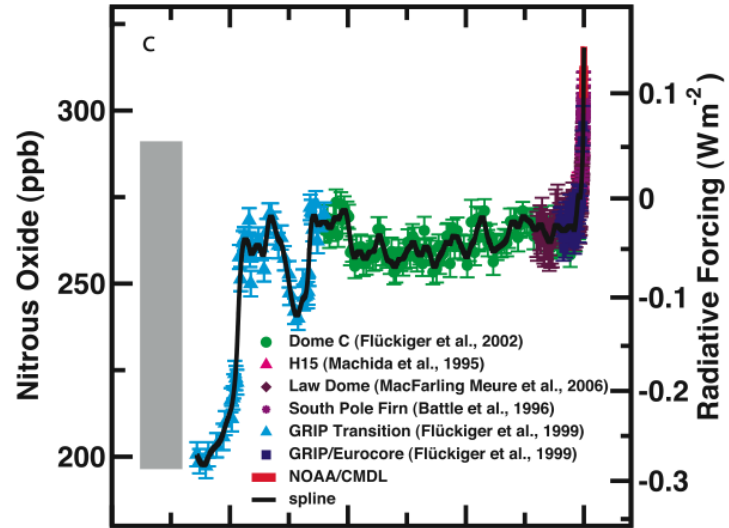 C
Nitrous Oxide (ppb)
300
250
200
0.1
0
-0.1
-0.2
-0.3
Radiative Forcing (W m-2)
Dome C (Flückiger et al., 2002)
H15 (Machida et al., 1995)
Law Dome (MacFarling Meure et al., 2006)
South Pole Firn (Battle et al., 1996)
GRIP Transition (Flückiger et al., 1999)
GRIP/Eurocore (Flückiger et al., 1999)
NOAA/CMDL
spline